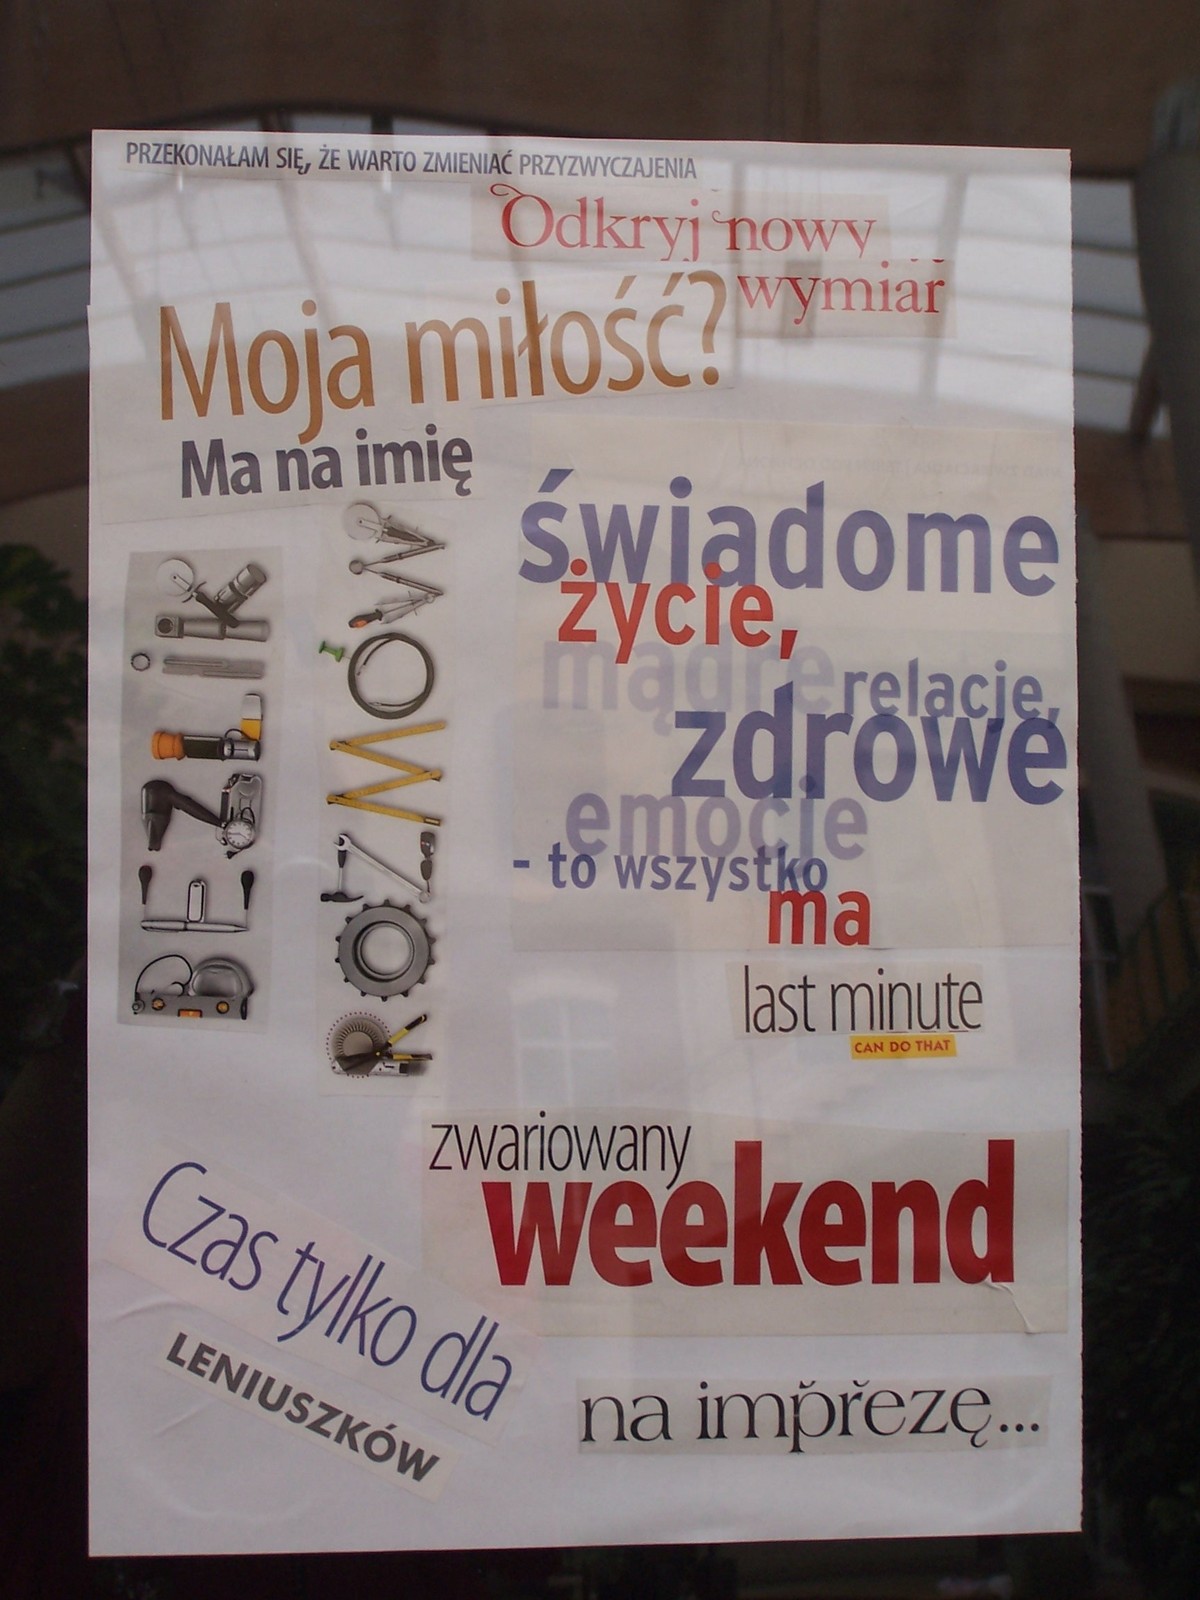 PRZEKONAŁAM SIĘ, ŻE WARTO ZMIENIAĆ PRZYZWYCZAJENIA
Odkryj nowy
wymiar
Moja miłość?
Ma na imię
BEZLIK
ROZMÓW
świadome
życie,
mądre
relacje,
zdrowe
emocje
- to wszystko
ma
last minute
CAN DO THAT
zwariowany
weekend
Czas tylko dla
LENIUSZKÓW
na imprezę...